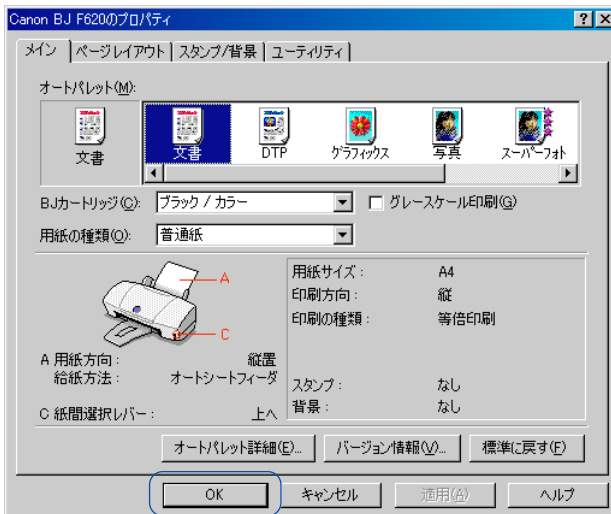 Canon BJ F620のプロパティ
メイン ページレイアウト スタンプ/背景 ユーティリティ
オートパレット(M):
文書 文書 DTP グラフィックス 写真 スーパーフォト
BJカートリッジ(C): ブラック / カラー グレースケール印刷(G)
用紙の種類(O): 普通紙
A
C
用紙サイズ : A4
印刷方向 : 縦
印刷の種類 : 等倍印刷
A 用紙方向 : 縦置
給紙方法 : オートシートフィーダ
スタンプ : なし
C 紙間選択レバー : 上へ
背景 : なし
オートパレット詳細(E)... バージョン情報(V)... 標準に戻す(F)
OK キャンセル 適用(A) ヘルプ